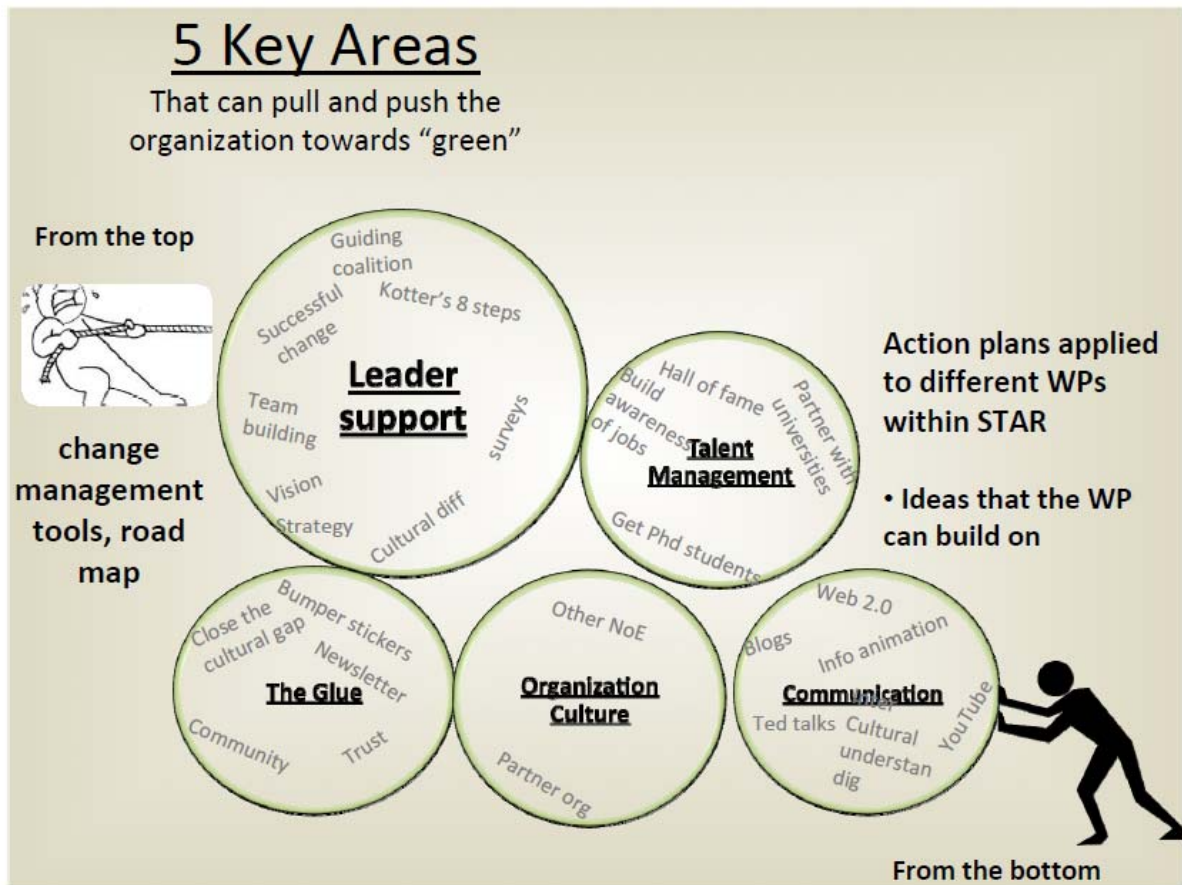 5 Key Areas
That can pull and push the
organization towards “green”
From the top
change
management
tools, road
map
Guiding
coalition
Kotter’s 8 steps
Successful
change
Leader
support
Team
building
surveys
Vision
Strategy
Cultural diff
Hall of fame
Build
awareness
of jobs
Partner with
universities
Talent
Management
Get Phd students
Action plans applied
to different WPs
within STAR
• Ideas that the WP
can build on
Close the
cultural gap
Bumper stickers
Newsletter
The Glue
Community
Trust
Other NoE
Organization
Culture
Partner org
Web 2.0
Blogs
Info animation
Communication
Ted talks
Inter
Cultural
understan
dig
YouTube
From the bottom